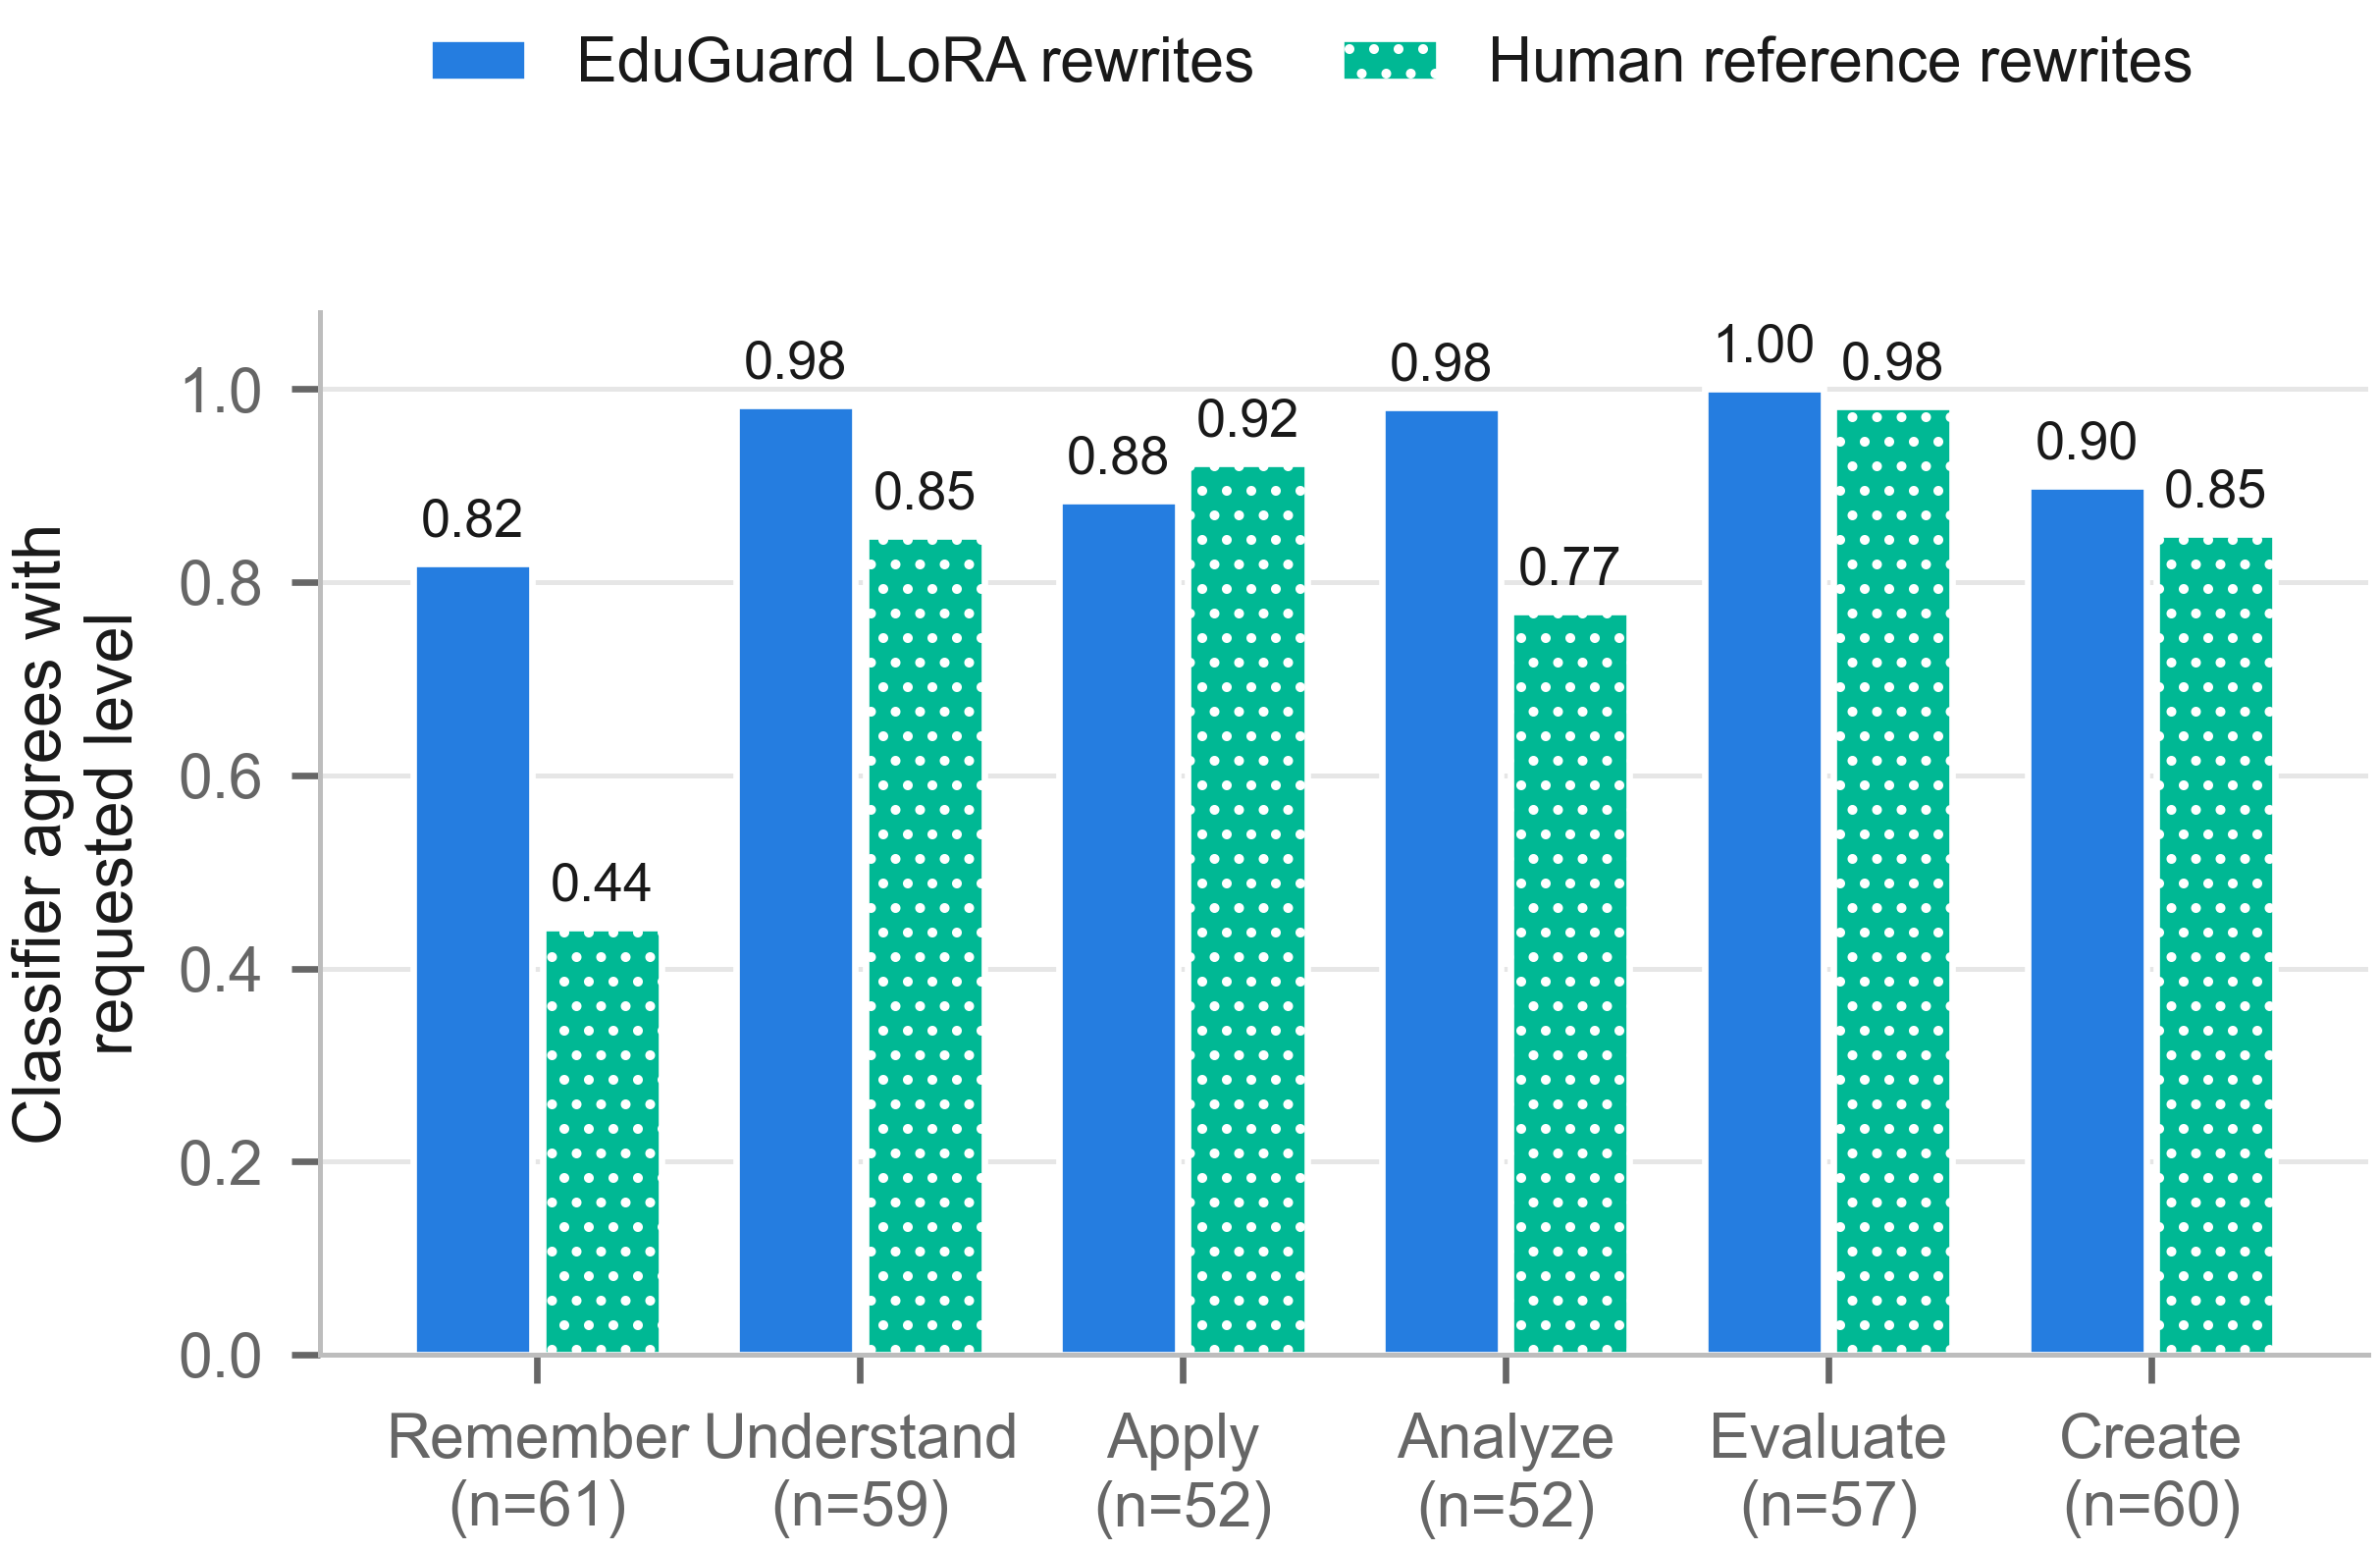 EduGuard LoRA rewrites
Human reference rewrites
Classifier agrees with
requested level
1.0
0.8
0.6
0.4
0.2
0.0
0.82
0.44
0.98
0.85
0.88
0.92
0.98
0.77
1.00
0.98
0.90
0.85
Remember
(n=61)
Understand
(n=59)
Apply
(n=52)
Analyze
(n=52)
Evaluate
(n=57)
Create
(n=60)